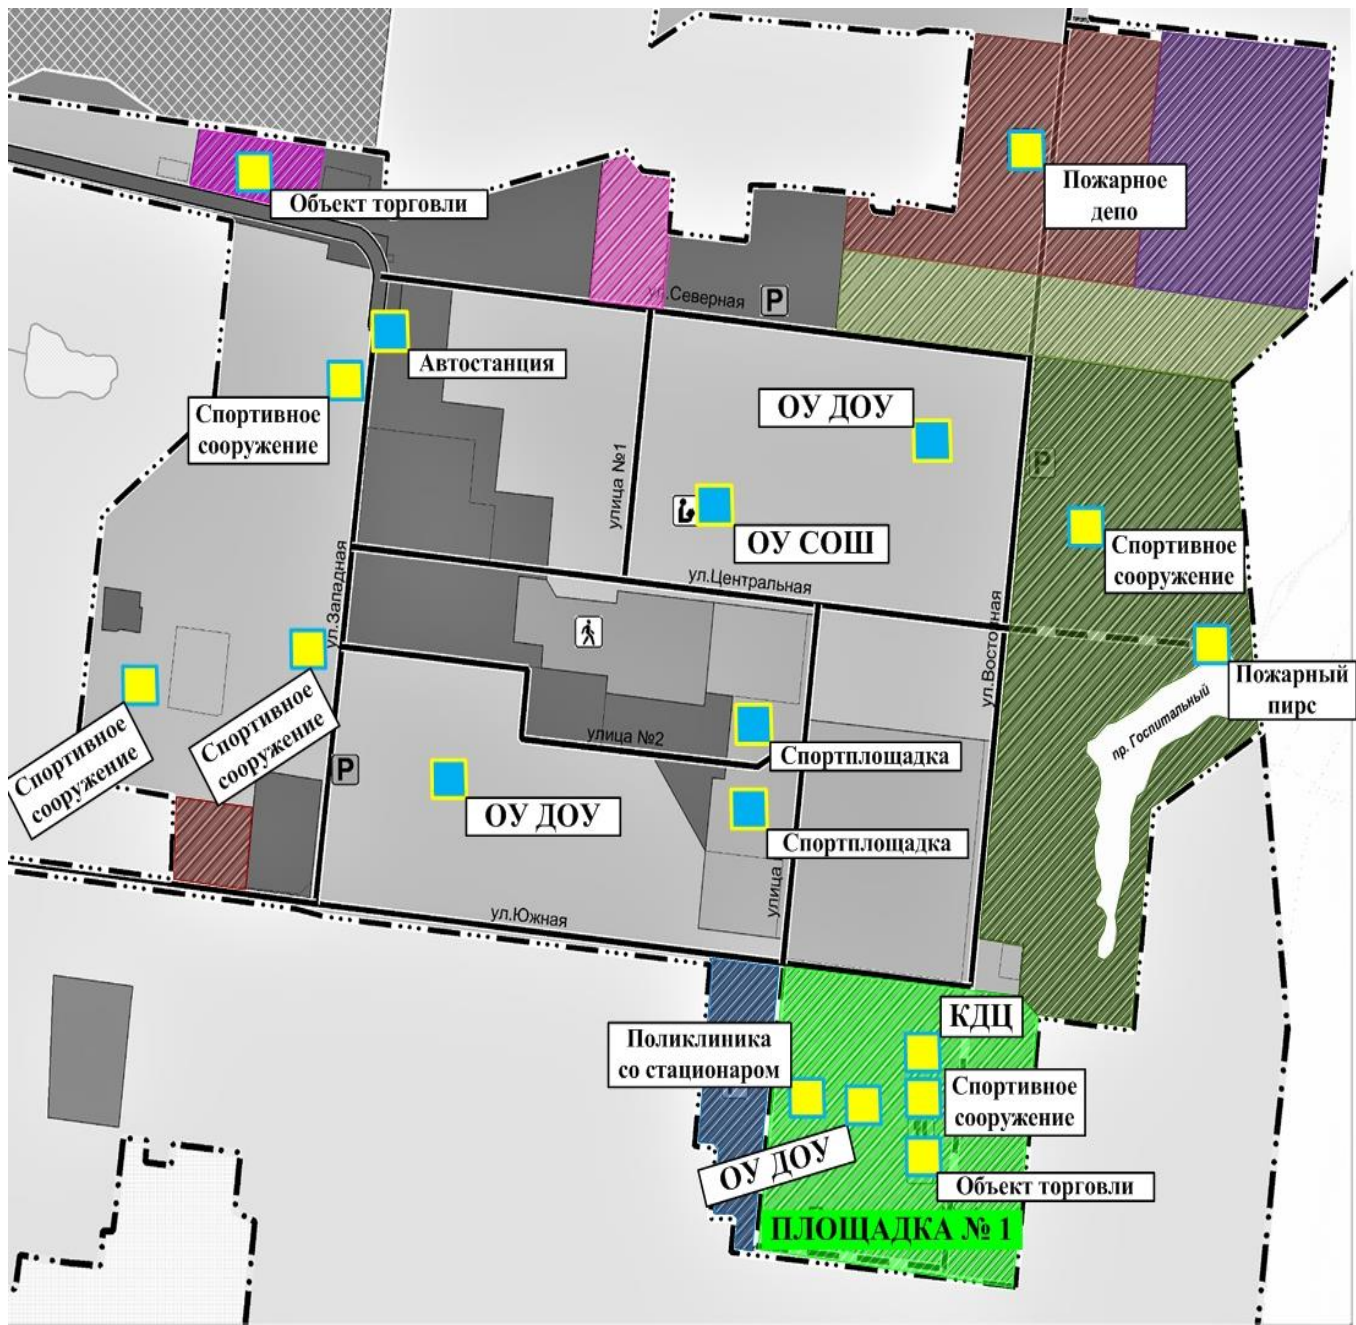 Объект торговли
Пожарное
депо
ул.Северная
P
Автостанция
Спортивное
сооружение
ОУ ДОУ
P
улица №1
ОУ СОШ
Спортивное
сооружение
ул.Центральная
ул.Западная
ул.Восточная
Пожарный
пирс
пр. Госпитальный
Спортивное
сооружение
Спортивное
сооружение
улица №2
Спортплощадка
P
ОУ ДОУ
Спортплощадка
улица
ул.Южная
КДЦ
Поликлиника
со стационаром
Спортивное
сооружение
ОУ ДОУ
Объект торговли
ПЛОЩАДКА № 1